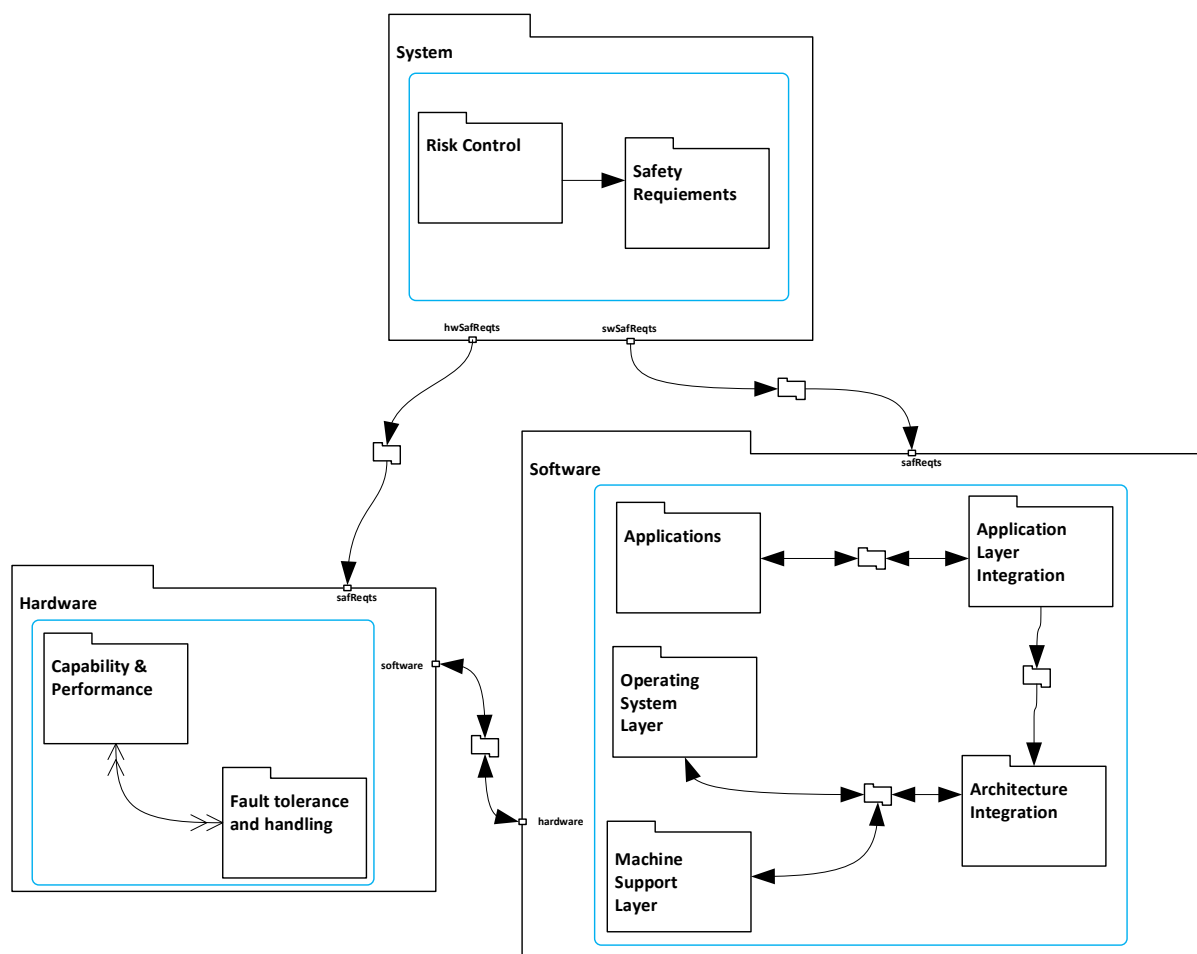 System
Risk Control
Safety
Requiements
hwSafReqts
swSafReqts
safReqts
Software
Applications
Application
Layer
Integration
safReqts
Hardware
Capability &
Performance
software
Operating
System
Layer
Fault tolerance
and handling
hardware
Architecture
Integration
Machine
Support
Layer